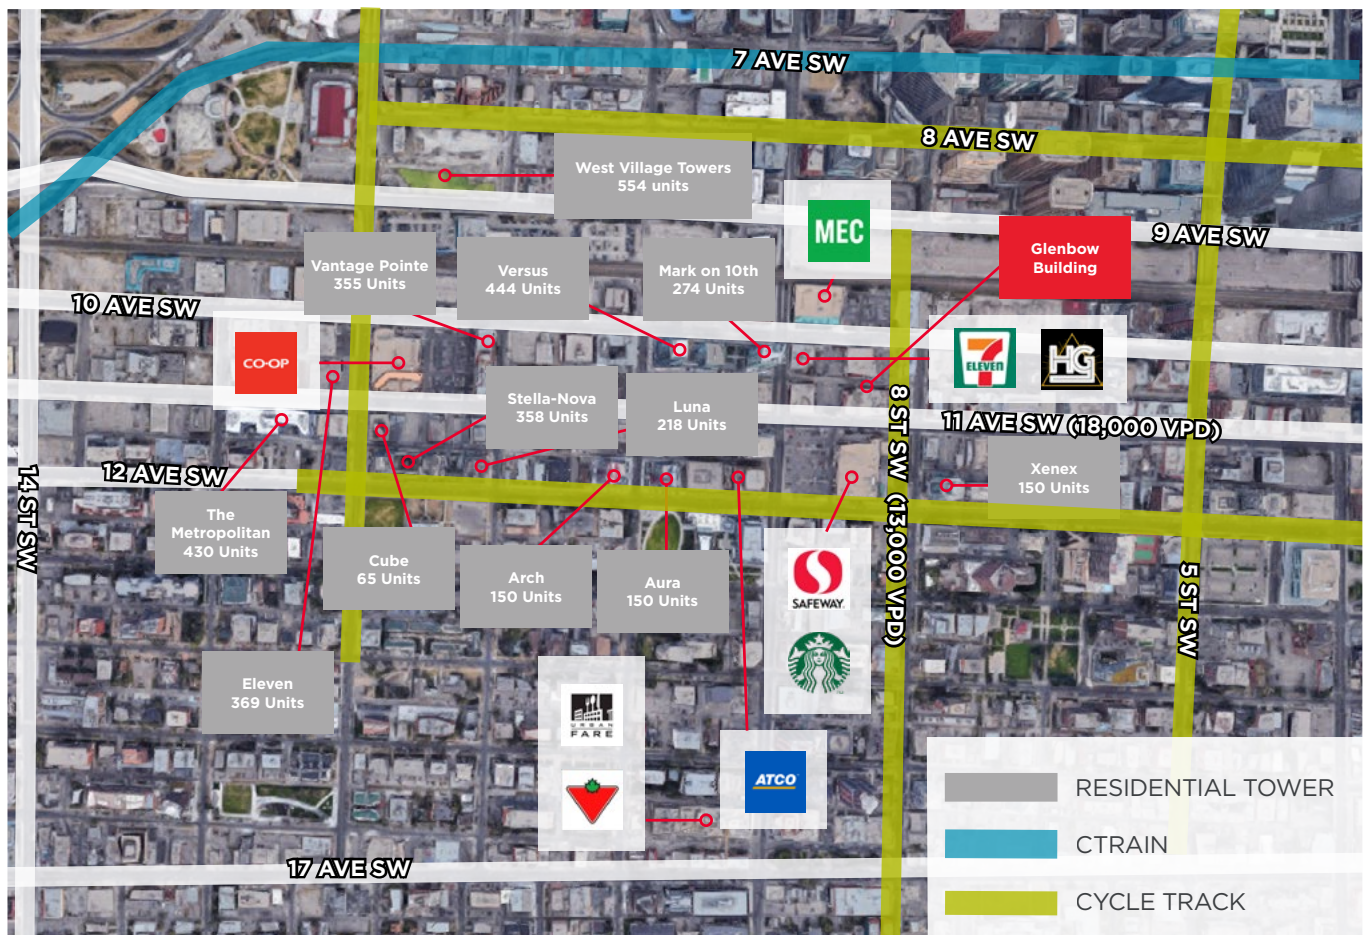 7 AVE SW
8 AVE SW
West Village Towers
554 units
MEC
9 AVE SW
Glenbow
Building
Vantage Pointe
355 Units
Versus
444 Units
Mark on 10th
274 Units
10 AVE SW
CO-OP
7
ELEVEN
HG
Stella-Nova
358 Units
Luna
218 Units
8 ST SW (13,000 VPD)
11 AVE SW (18,000 VPD)
14 ST SW
12 AVE SW
Xenex
150 Units
The
Metropolitan
430 Units
Cube
65 Units
Arch
150 Units
Aura
150 Units
SAFEWAY
5 ST SW
Eleven
369 Units
URBAN
FARE
ATCO
RESIDENTIAL TOWER
CTRAIN
CYCLE TRACK
17 AVE SW